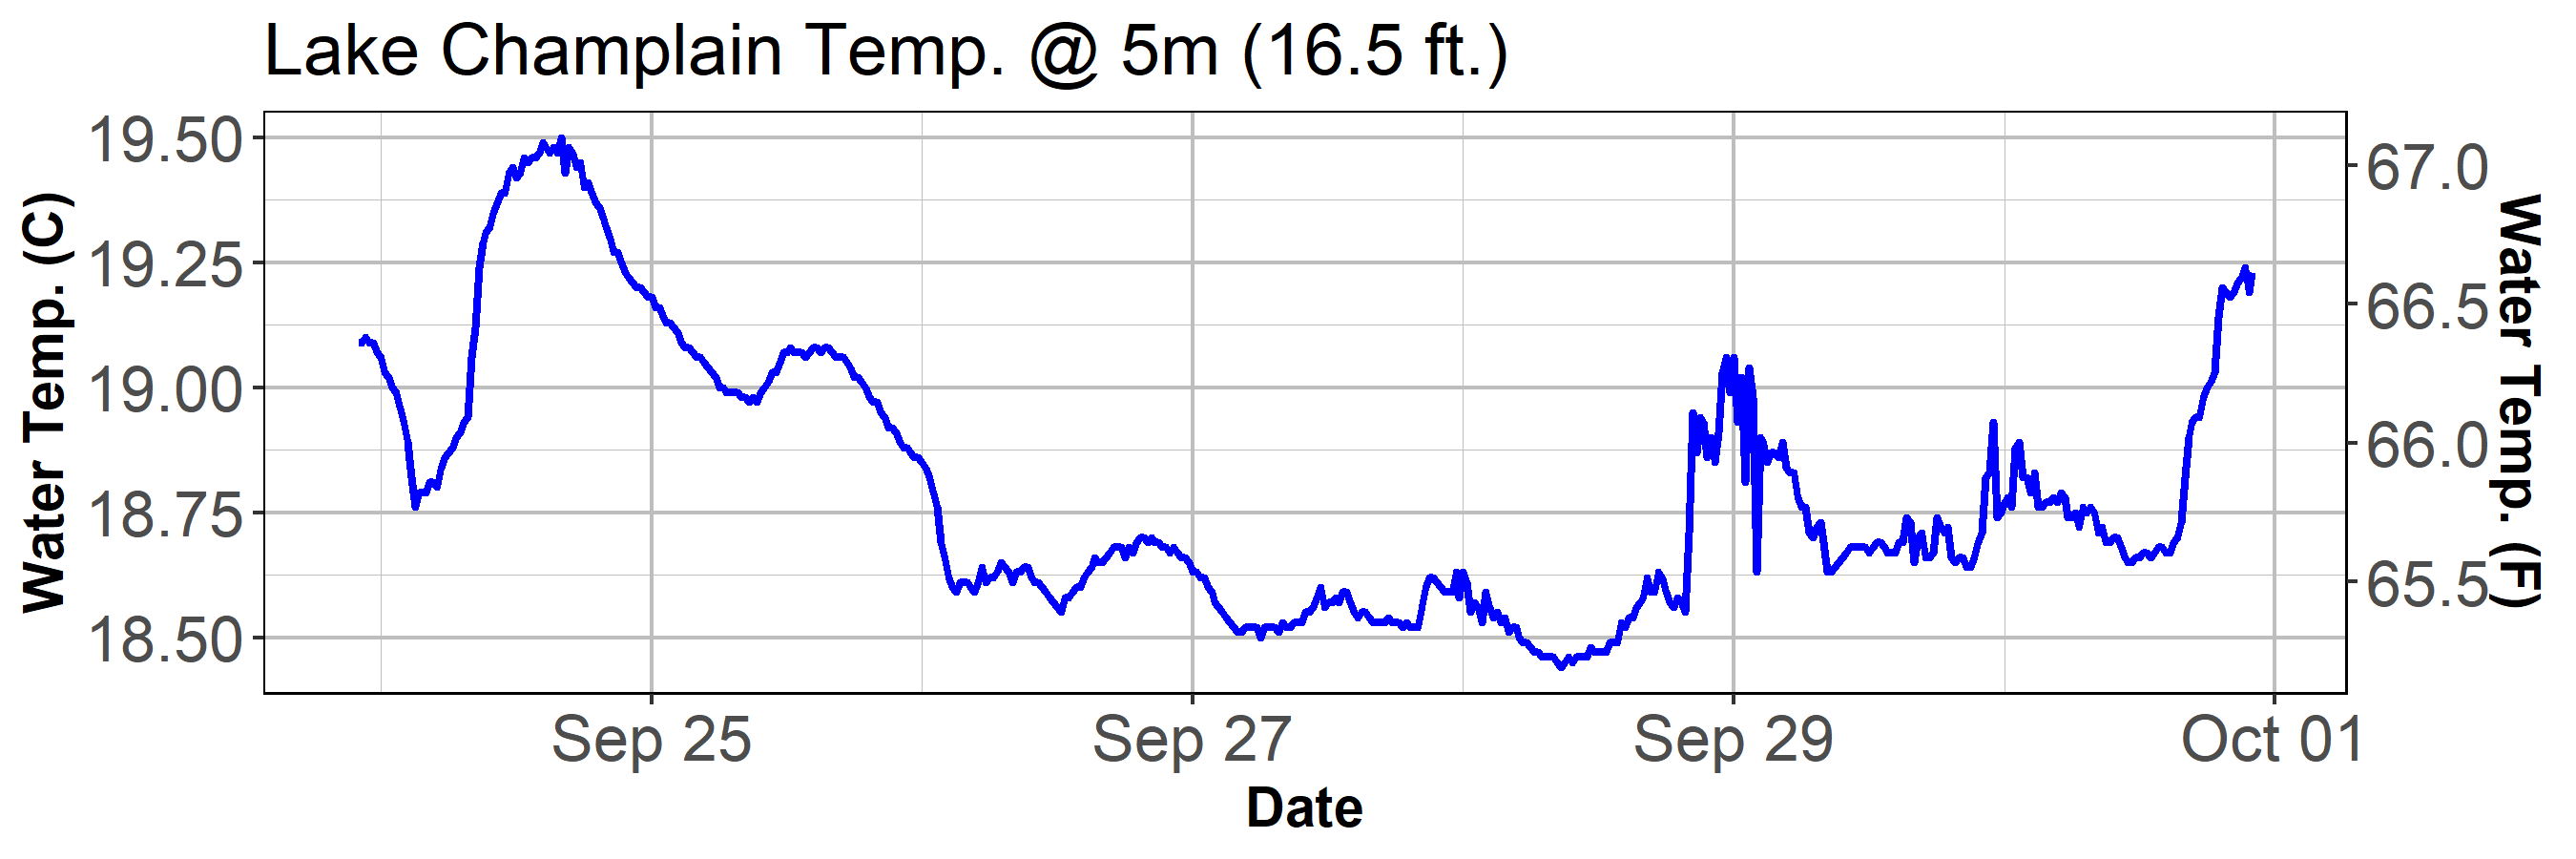 Lake Champlain Temp. @ 5m (16.5 ft.)
Water Temp. (C)
19.50
19.25
19.00
18.75
18.50
67.0
66.5
66.0
65.5
Water Temp. (F)
Sep 25 Sep 27 Sep 29 Oct 01
Date